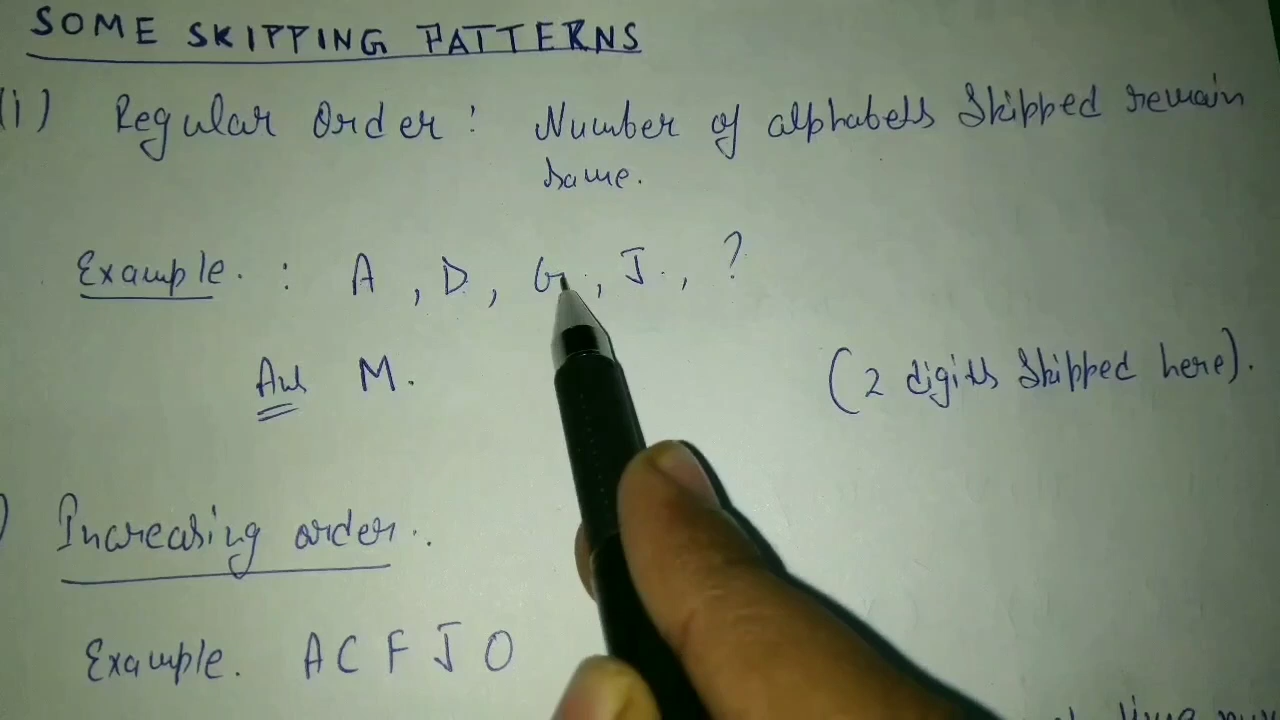 SOME SKIPPING PATTERNS
(i) Regular Order: Number of alphabets skipped remain
same.
Example. : A, D, G, J, ?
Ans M. (2 digits skipped here).
) Increasing order.
Example. A C F J O